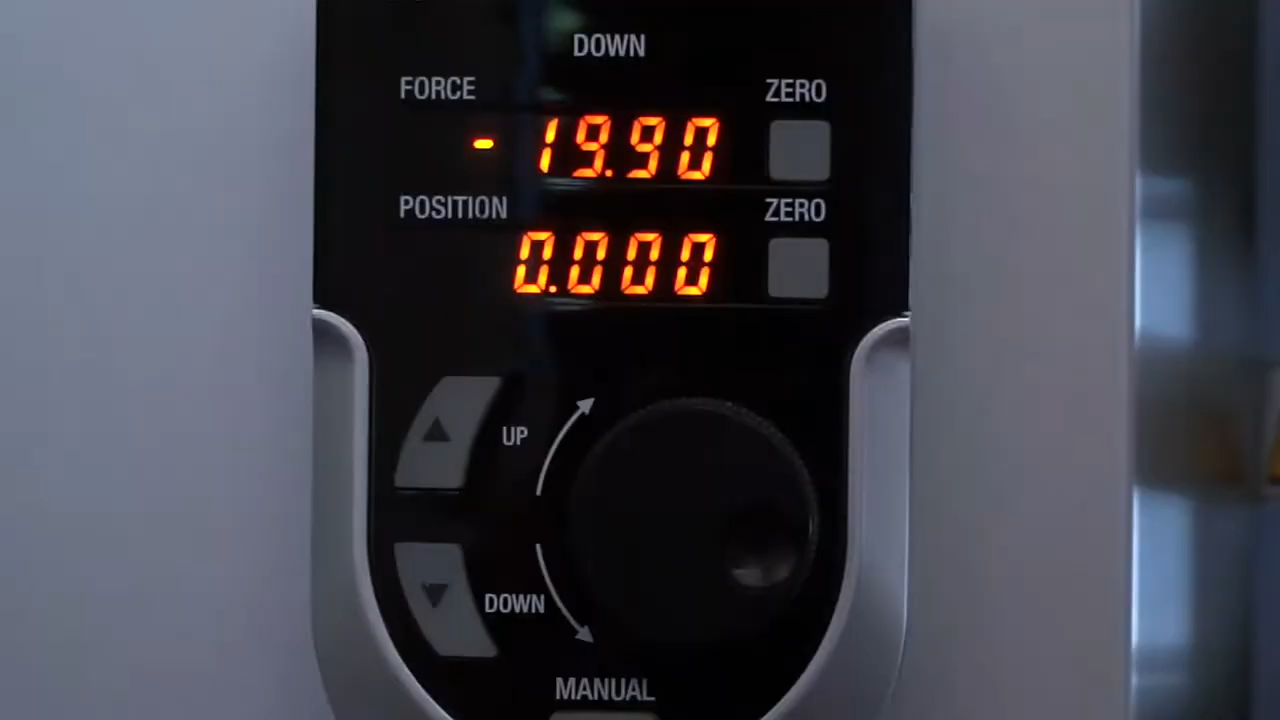 DOWN
FORCE ZERO
- 19.90
POSITION ZERO
0.000
UP
DOWN
MANUAL